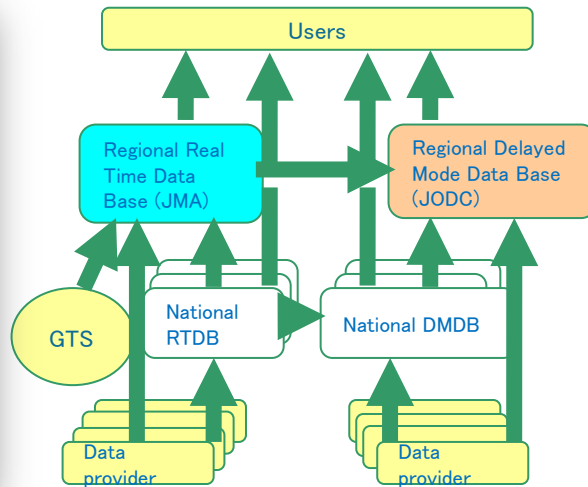 Users
Regional Real
Time Data
Base (JMA)
Regional Delayed
Mode Data Base
(JODC)
GTS
National
RTDB
National DMDB
Data
provider
Data
provider